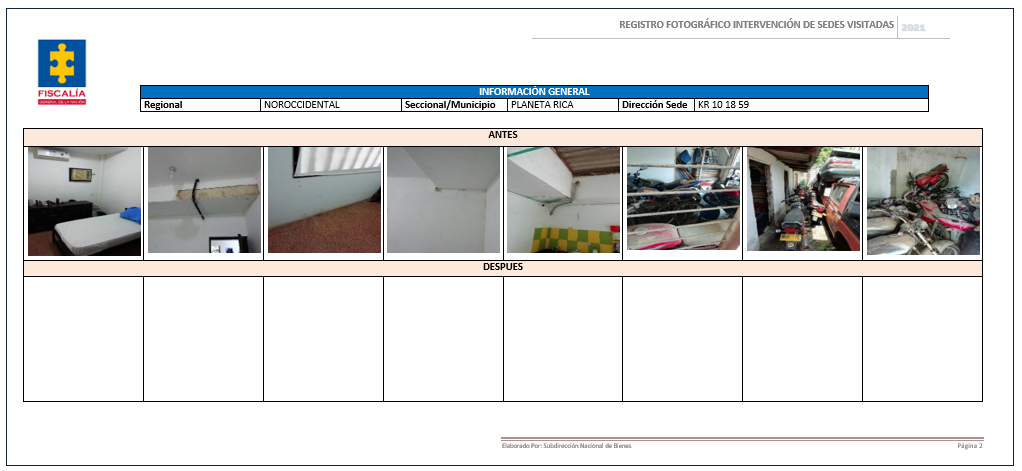 REGISTRO FOTOGRÁFICO INTERVENCIÓN DE SEDES VISITADAS 2021
FISCALÍA
GENERAL DE LA NACIÓN
INFORMACIÓN GENERAL
Regional NOROCCIDENTAL Seccional/Municipio PLANETA RICA Dirección Sede KR 10 18 59
ANTES
DESPUES
Elaborado Por: Subdirección Nacional de Bienes Página 2